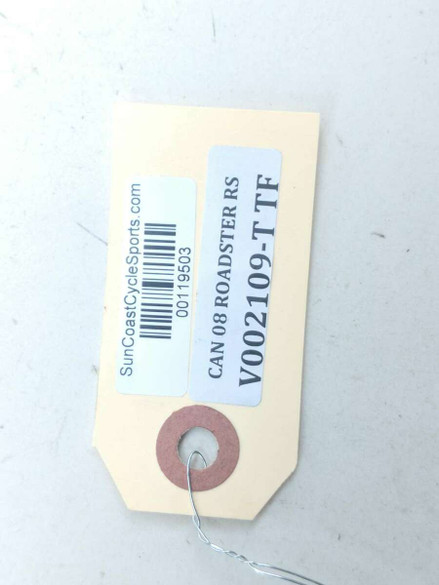 SunCoastCycleSports.com
00119503
CAN 08 ROADSTER RS
V002109-T TF